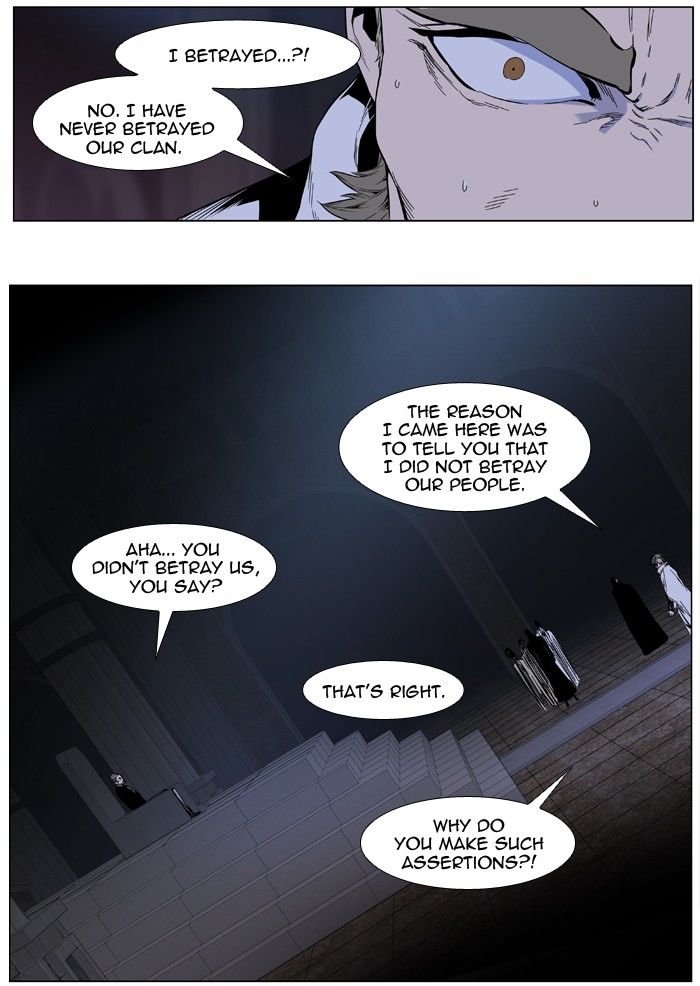 I BETRAYED...?!
NO. I HAVE
NEVER BETRAYED
OUR CLAN.
THE REASON
I CAME HERE WAS
TO TELL YOU THAT
I DID NOT BETRAY
OUR PEOPLE.
AHA... YOU
DIDN'T BETRAY US,
YOU SAY?
THAT'S RIGHT.
WHY DO
YOU MAKE SUCH
ASSERTIONS?!